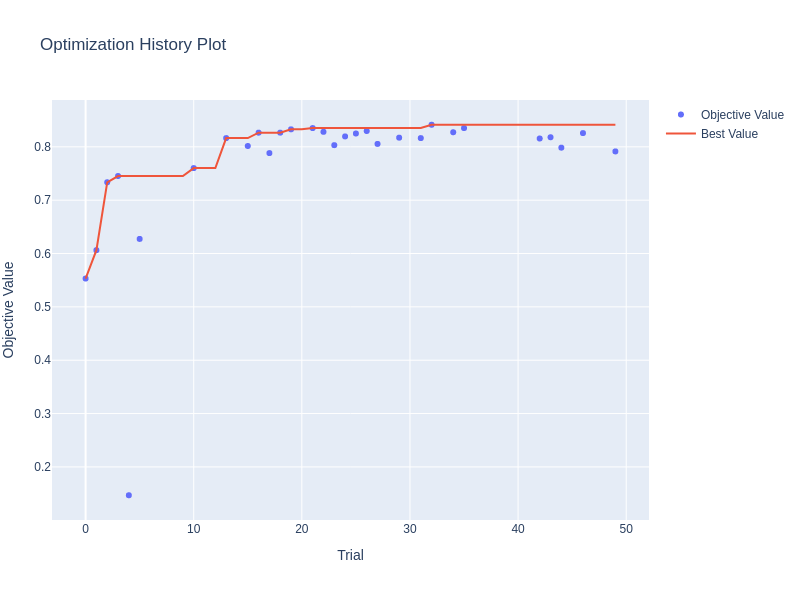 Optimization History Plot
Objective Value
Best Value
0.8
0.7
0.6
0.5
0.4
0.3
0.2
Objective Value
0 10 20 30 40 50
Trial